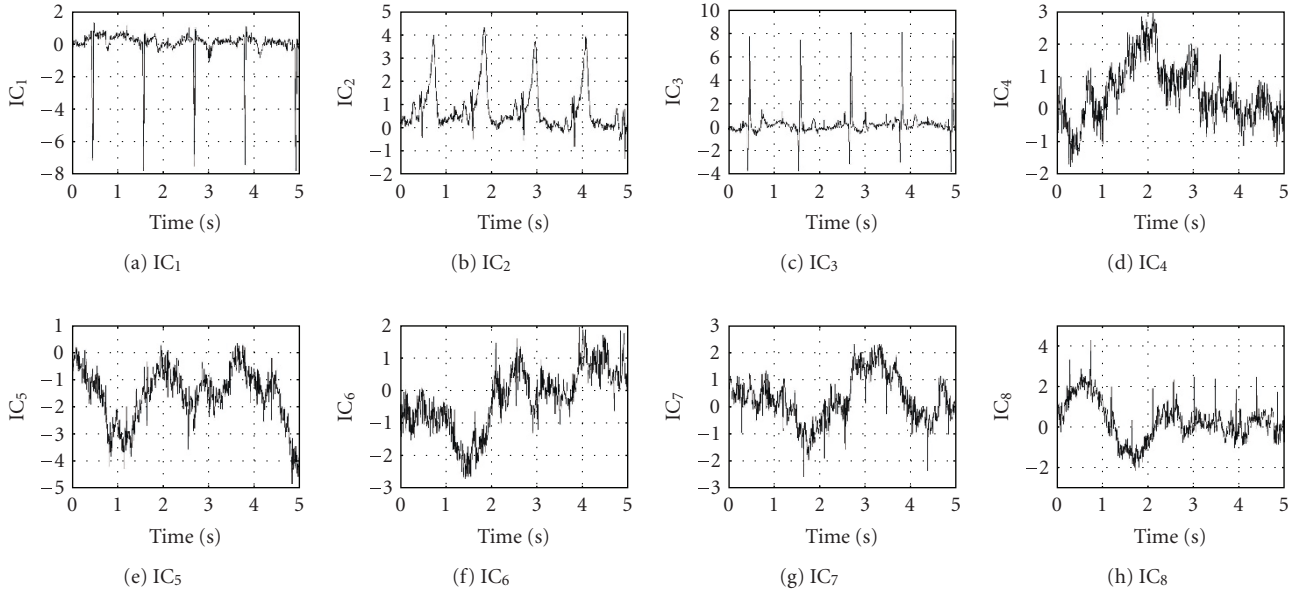 2
0
−2
−4
−6
−8
IC1
0 1 2 3 4 5
Time (s)
(a) IC1
5
4
3
2
1
0
−1
−2
IC2
0 1 2 3 4 5
Time (s)
(b) IC2
10
8
6
4
2
0
−2
−4
IC3
0 1 2 3 4 5
Time (s)
(c) IC3
3
2
1
0
−1
−2
IC4
0 1 2 3 4 5
Time (s)
(d) IC4
1
0
−1
−2
−3
−4
−5
IC5
0 1 2 3 4 5
Time (s)
(e) IC5
2
1
0
−1
−2
−3
IC6
0 1 2 3 4 5
Time (s)
(f) IC6
3
2
1
0
−1
−2
−3
IC7
0 1 2 3 4 5
Time (s)
(g) IC7
4
2
0
−2
IC8
0 1 2 3 4 5
Time (s)
(h) IC8